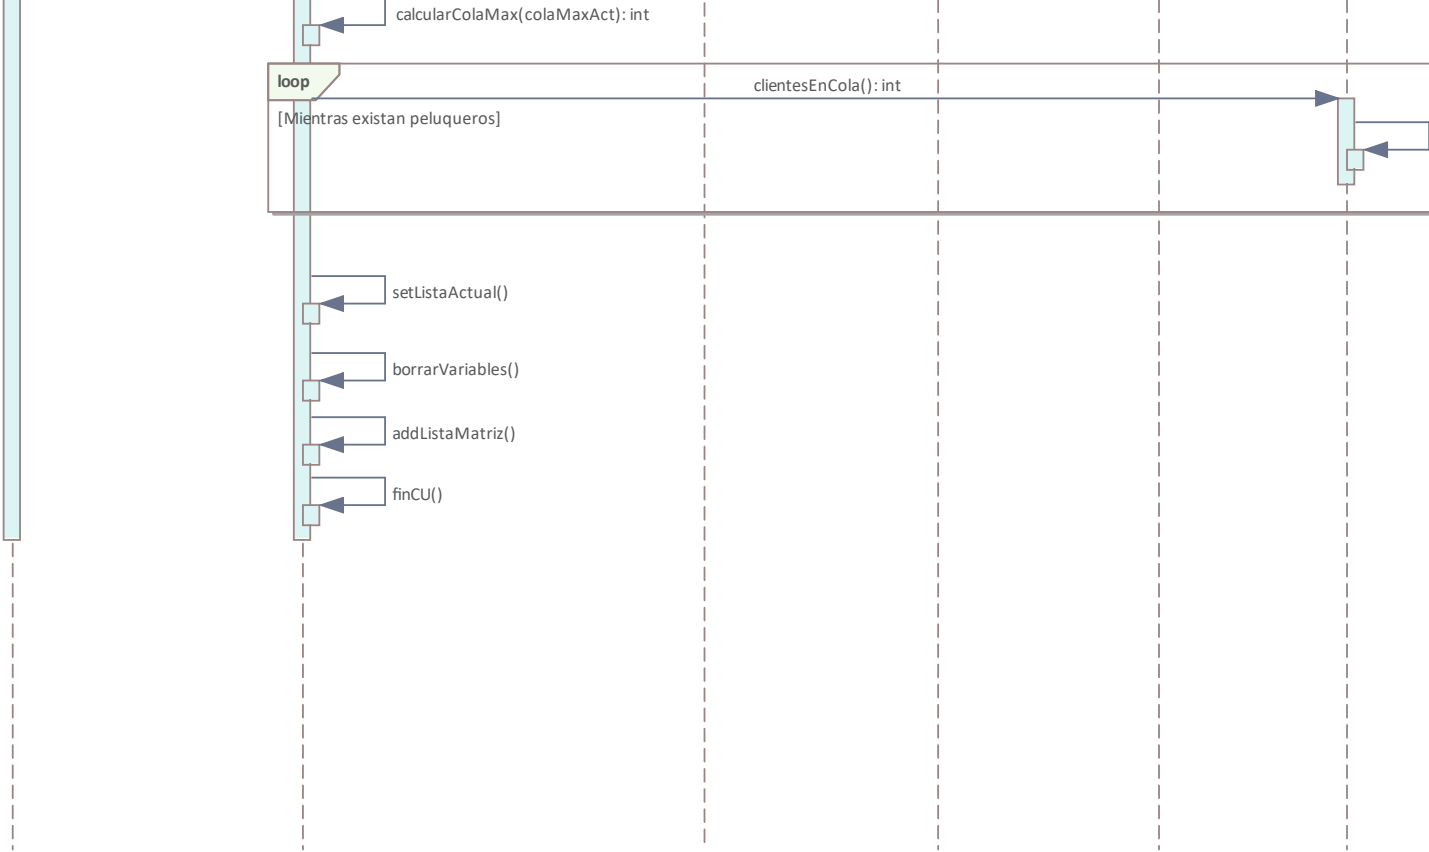 calcularColaMax(colaMaxAct): int
loop
clientesEnCola(): int
[Mientras existan peluqueros]
setListaActual()
borrarVariables()
addListaMatriz()
finCU()